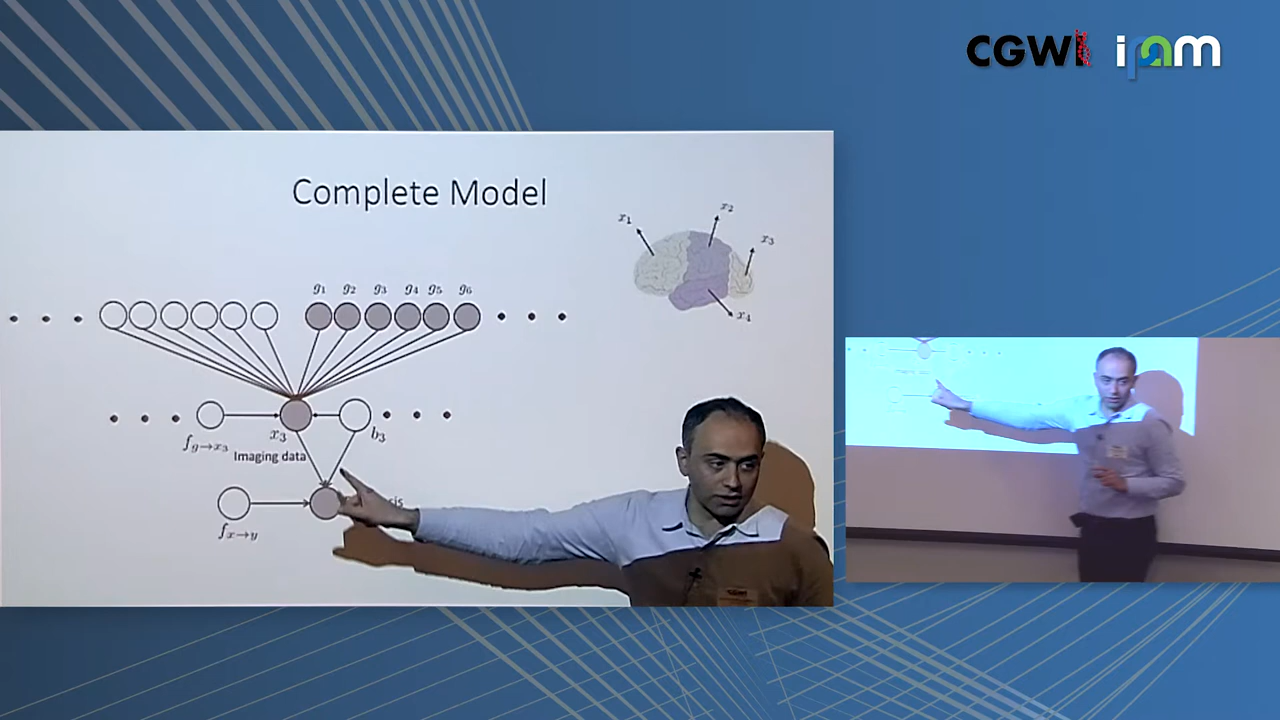 CGWI ipam
Complete Model
x₁
x₂
x₃
x₄
g₁ g₂ g₃ g₄ g₅ g₆
x₃
b₃
f_{g→x₃}
Imaging data
f_{x→y}